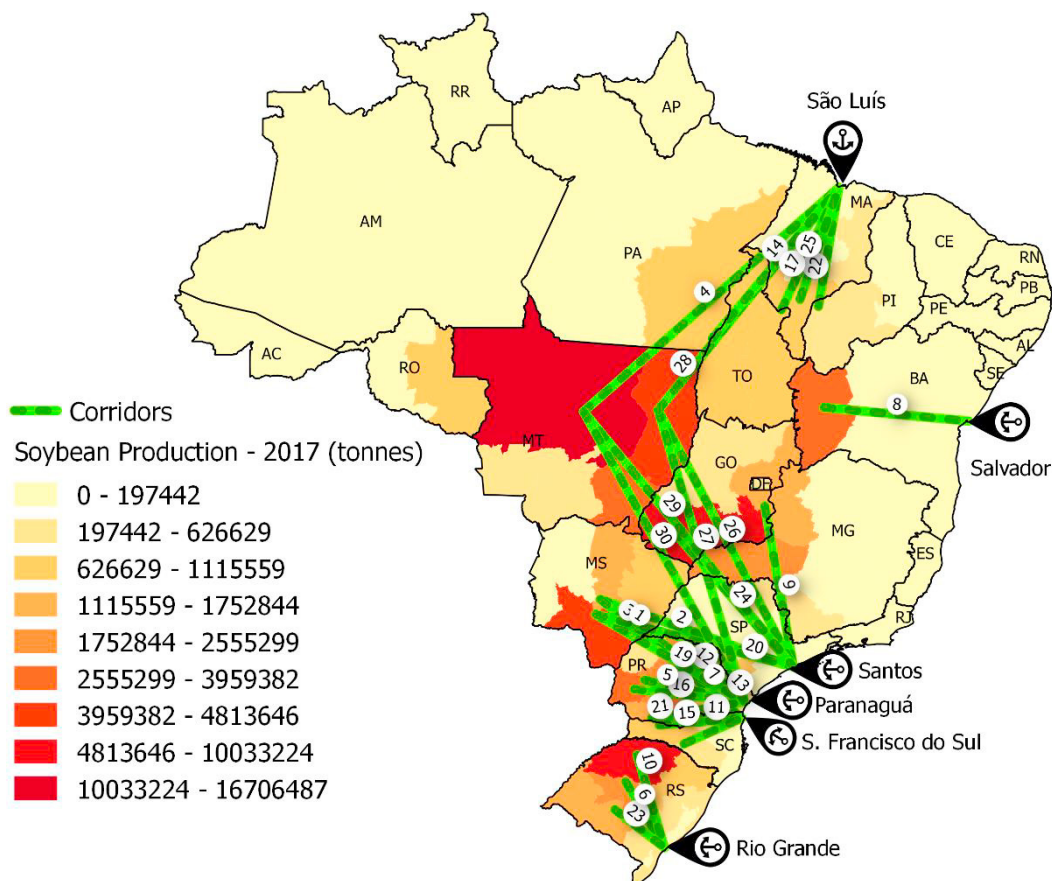 São Luís
RR
AP
AM
PA
MA
CE
RN
PB
PI
PE
AL
SE
AC
RO
TO
BA
MT
GO
DF
MG
ES
RJ
MS
SP
PR
SC
RS
14
25
17
22
4
28
8
29
30
27
26
9
24
31
2
20
19
12
7
13
5
16
21
15
11
10
6
23
Salvador
Santos
Paranaguá
S. Francisco do Sul
Rio Grande
Corridors
Soybean Production - 2017 (tonnes)
0 - 197442
197442 - 626629
626629 - 1115559
1115559 - 1752844
1752844 - 2555299
2555299 - 3959382
3959382 - 4813646
4813646 - 10033224
10033224 - 16706487